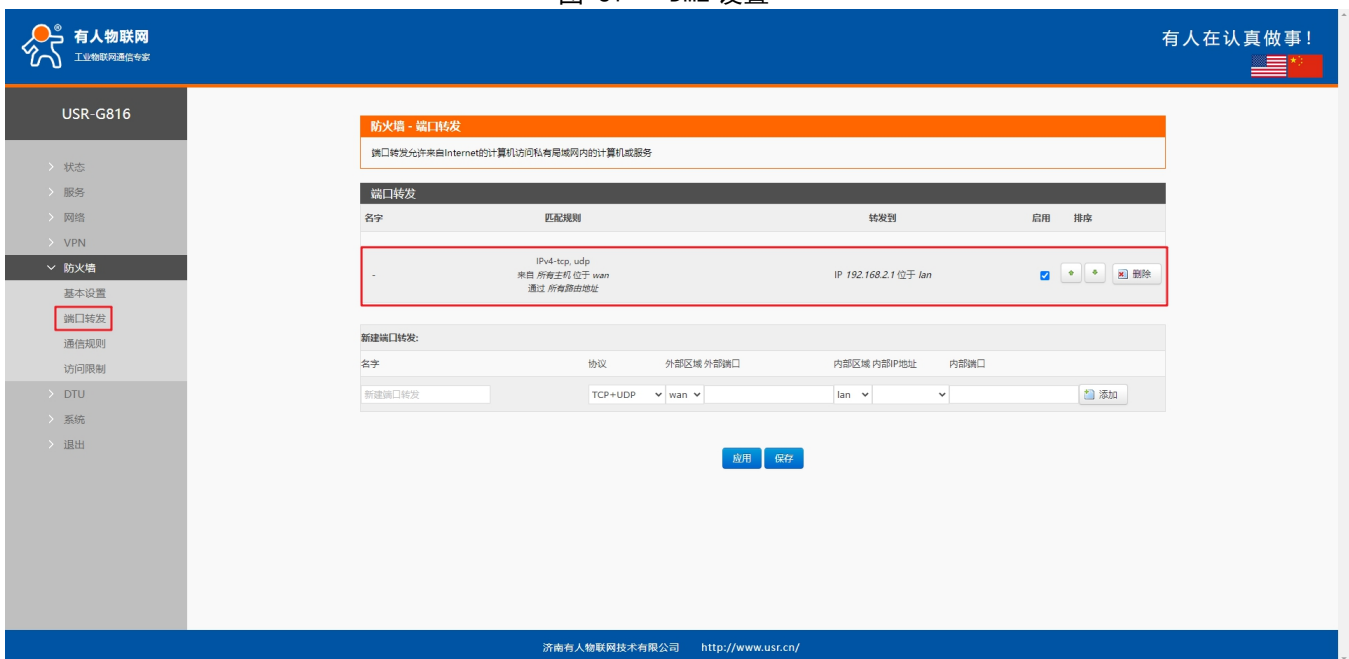 设置
有人物联网
工业物联网通信专家
有人在认真做事!
USR-G816
状态
服务
网络
VPN
防火墙
基本设置
端口转发
通信规则
访问限制
DTU
系统
退出
防火墙 - 端口转发
端口转发允许来自Internet的计算机访问私有局域网内的计算机或服务
端口转发
名字 匹配规则 转发到 启用 排序
IPv4-tcp, udp
- 来自 所有主机 位于 wan IP 192.168.2.1 位于 lan 删除
通过 所有路由地址
新建端口转发:
名字 协议 外部区域 外部端口 内部区域 内部IP地址 内部端口
新建端口转发 TCP+UDP wan lan 添加
应用 保存
济南有人物联网技术有限公司 http://www.usr.cn/